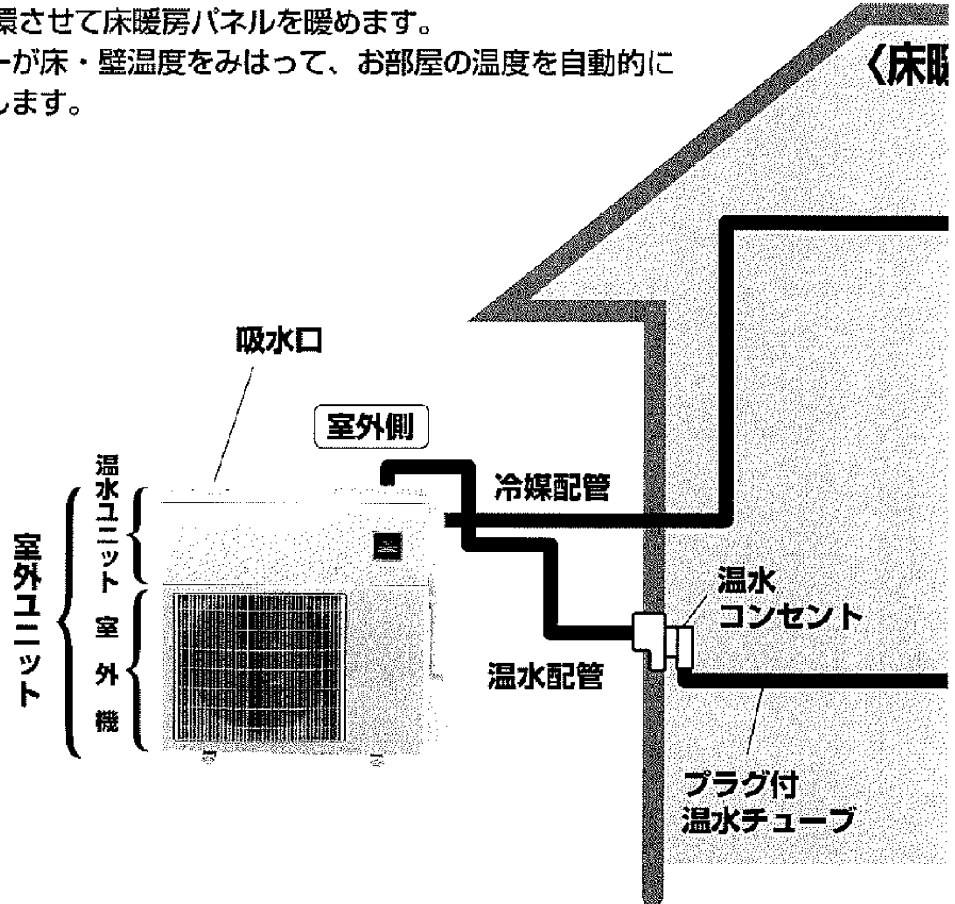 環させて床暖房パネルを暖めます。
ーが床・壁温度をみはって、お部屋の温度を自動的に
します。
〈床暖
吸水口
室外側
温水ユニット
冷媒配管
室外ユニット
室外機
温水
コンセント
温水配管
プラグ付
温水チューブ